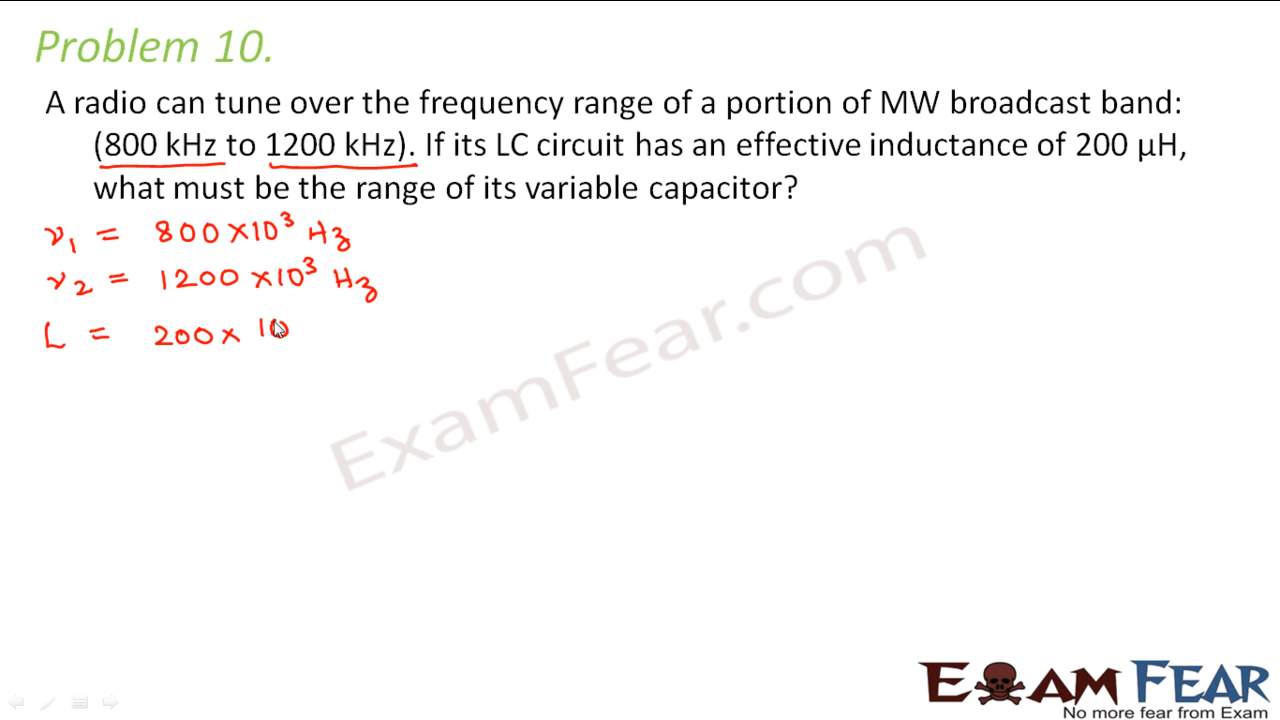 Problem 10.
A radio can tune over the frequency range of a portion of MW broadcast band:
(800 kHz to 1200 kHz). If its LC circuit has an effective inductance of 200 μH,
what must be the range of its variable capacitor?
ν₁ = 800 × 10³ Hz
ν₂ = 1200 × 10³ Hz
L = 200 × 10
ExamFear.com
EXAM FEAR
No more fear from Exam